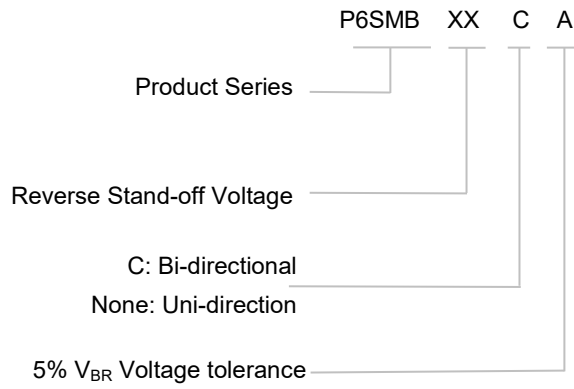 P6SMB XX C A
Product Series
Reverse Stand-off Voltage
C: Bi-directional
None: Uni-direction
5% VBR Voltage tolerance